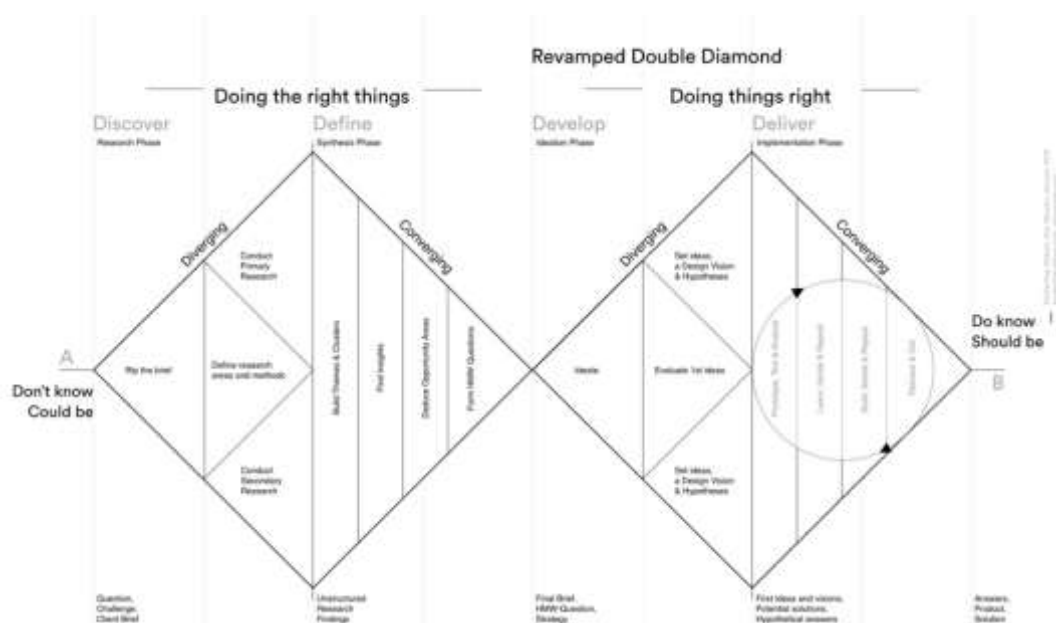 Revamped Double Diamond
Doing the right things
Doing things right
Discover
Research Phase
Define
Synthesis Phase
Develop
Ideation Phase
Deliver
Implementation Phase
Diverging
Converging
Diverging
Converging
A
Don't know
Could be
Rip the brief
Define research
areas and methods
Conduct
Primary
Research
Conduct
Secondary
Research
Build Themes & Clusters
Find Insights
Deduce Opportunity Areas
Form HMW Questions
Ideate
Evaluate 1st Ideas
Set ideas,
a Design Vision
& Hypotheses
Set ideas,
a Design Vision
& Hypotheses
Do know
Should be
B
Question,
Challenge,
Client Brief
Unstructured
Research
Findings
Final Brief,
HMW-Question,
Strategy
First ideas and visions,
Potential solutions,
Hypothetical answers
Answers,
Product,
Solution